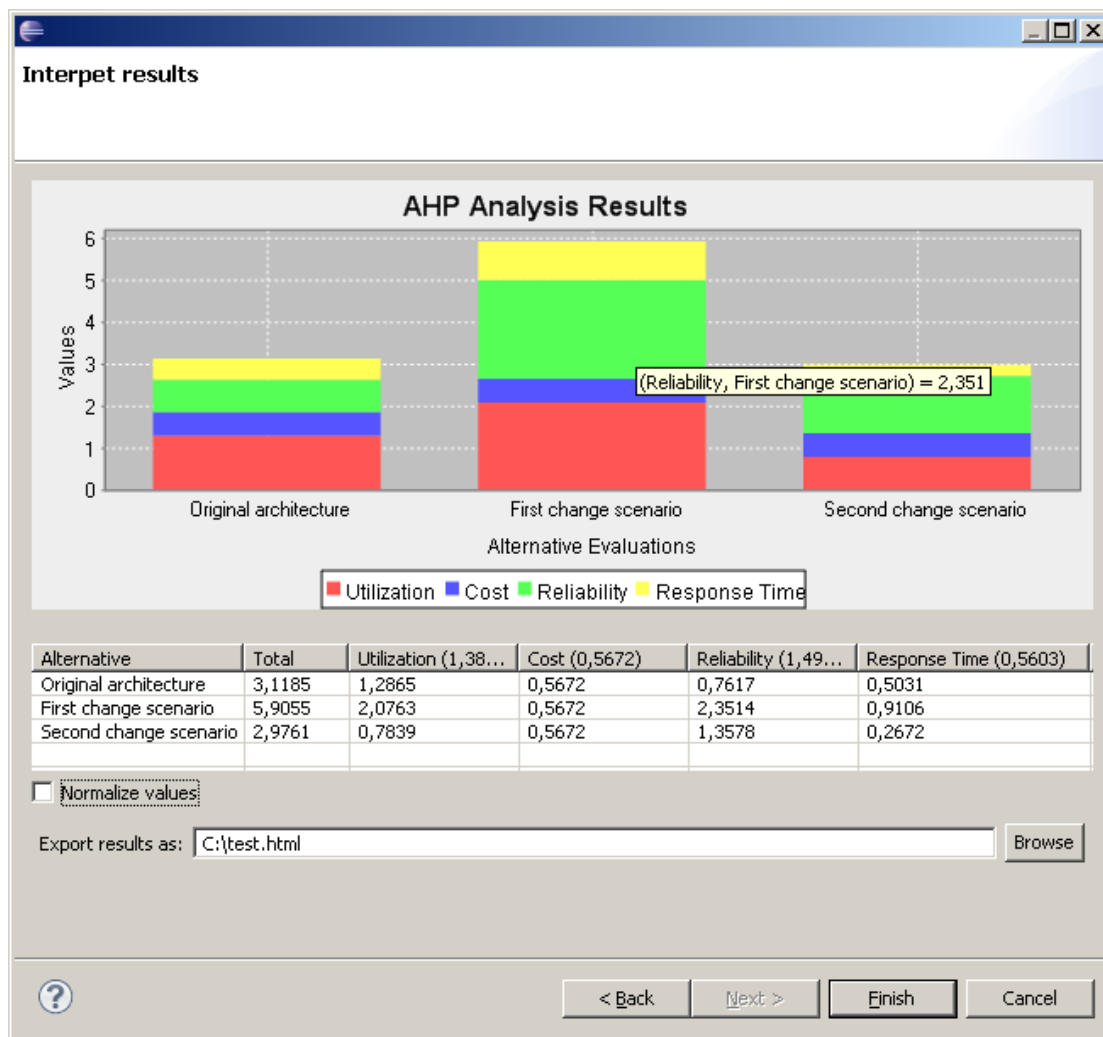 Interpet results
AHP Analysis Results
Values
6
5
4
3
2
1
0
(Reliability, First change scenario) = 2,351
Original architecture First change scenario Second change scenario
Alternative Evaluations
Utilization Cost Reliability Response Time
Alternative Total Utilization (1,38... Cost (0,5672) Reliability (1,49... Response Time (0,5603)
Original architecture 3,1185 1,2865 0,5672 0,7617 0,5031
First change scenario 5,9055 2,0763 0,5672 2,3514 0,9106
Second change scenario 2,9761 0,7839 0,5672 1,3578 0,2672
Normalize values
Export results as: C:\test.html Browse
? < Back Next > Finish Cancel